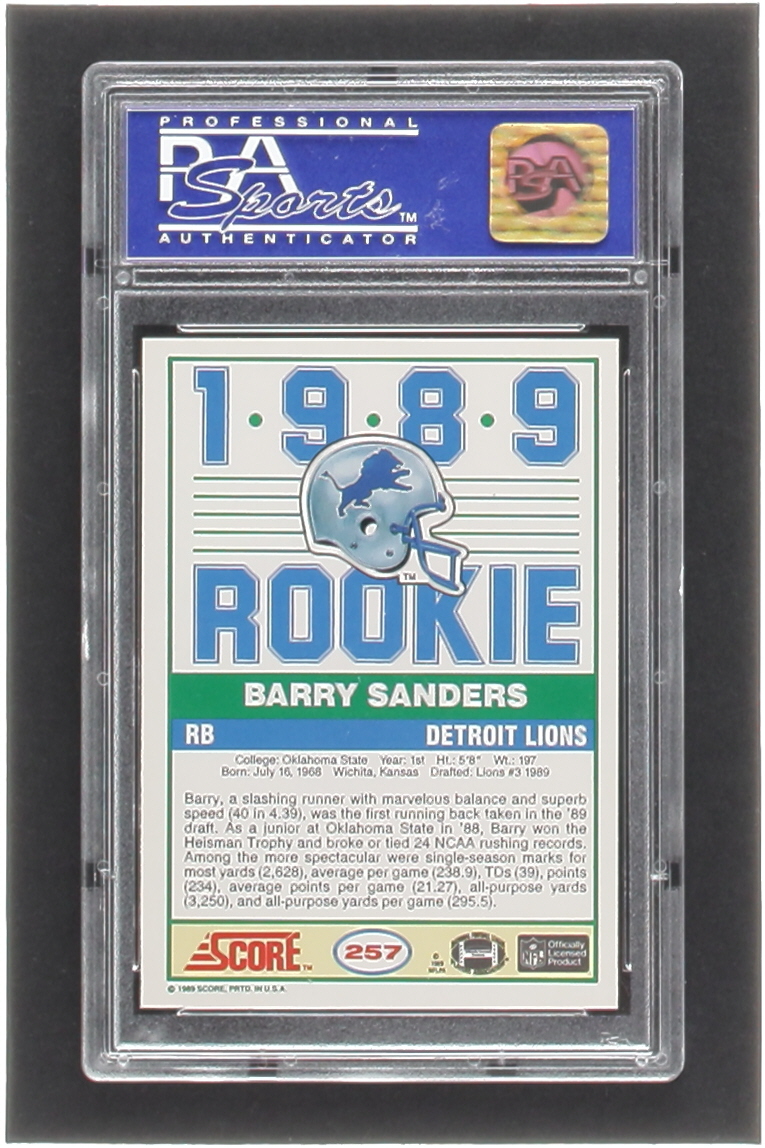 PROFESSIONAL
PSA
Sports™
AUTHENTICATOR
PSA
1·9·8·9
TM
ROOKIE
BARRY SANDERS
RB DETROIT LIONS
College: Oklahoma State Year: 1st Ht.: 5'8" Wt.: 197
Born: July 16, 1968 Wichita, Kansas Drafted: Lions #3 1989
Barry, a slashing runner with marvelous balance and superb
speed (40 in 4.39), was the first running back taken in the '89
draft. As a junior at Oklahoma State in '88, Barry won the
Heisman Trophy and broke or tied 24 NCAA rushing records.
Among the more spectacular were single-season marks for
most yards (2,628), average per game (238.9), TDs (39), points
(234), average points per game (21.27), all-purpose yards
(3,250), and all-purpose yards per game (295.5).
SCORE™ 257 © 1989 NFLPA NFL Officially
Licensed
Product
© 1989 SCORE, PRTD. IN U.S.A.